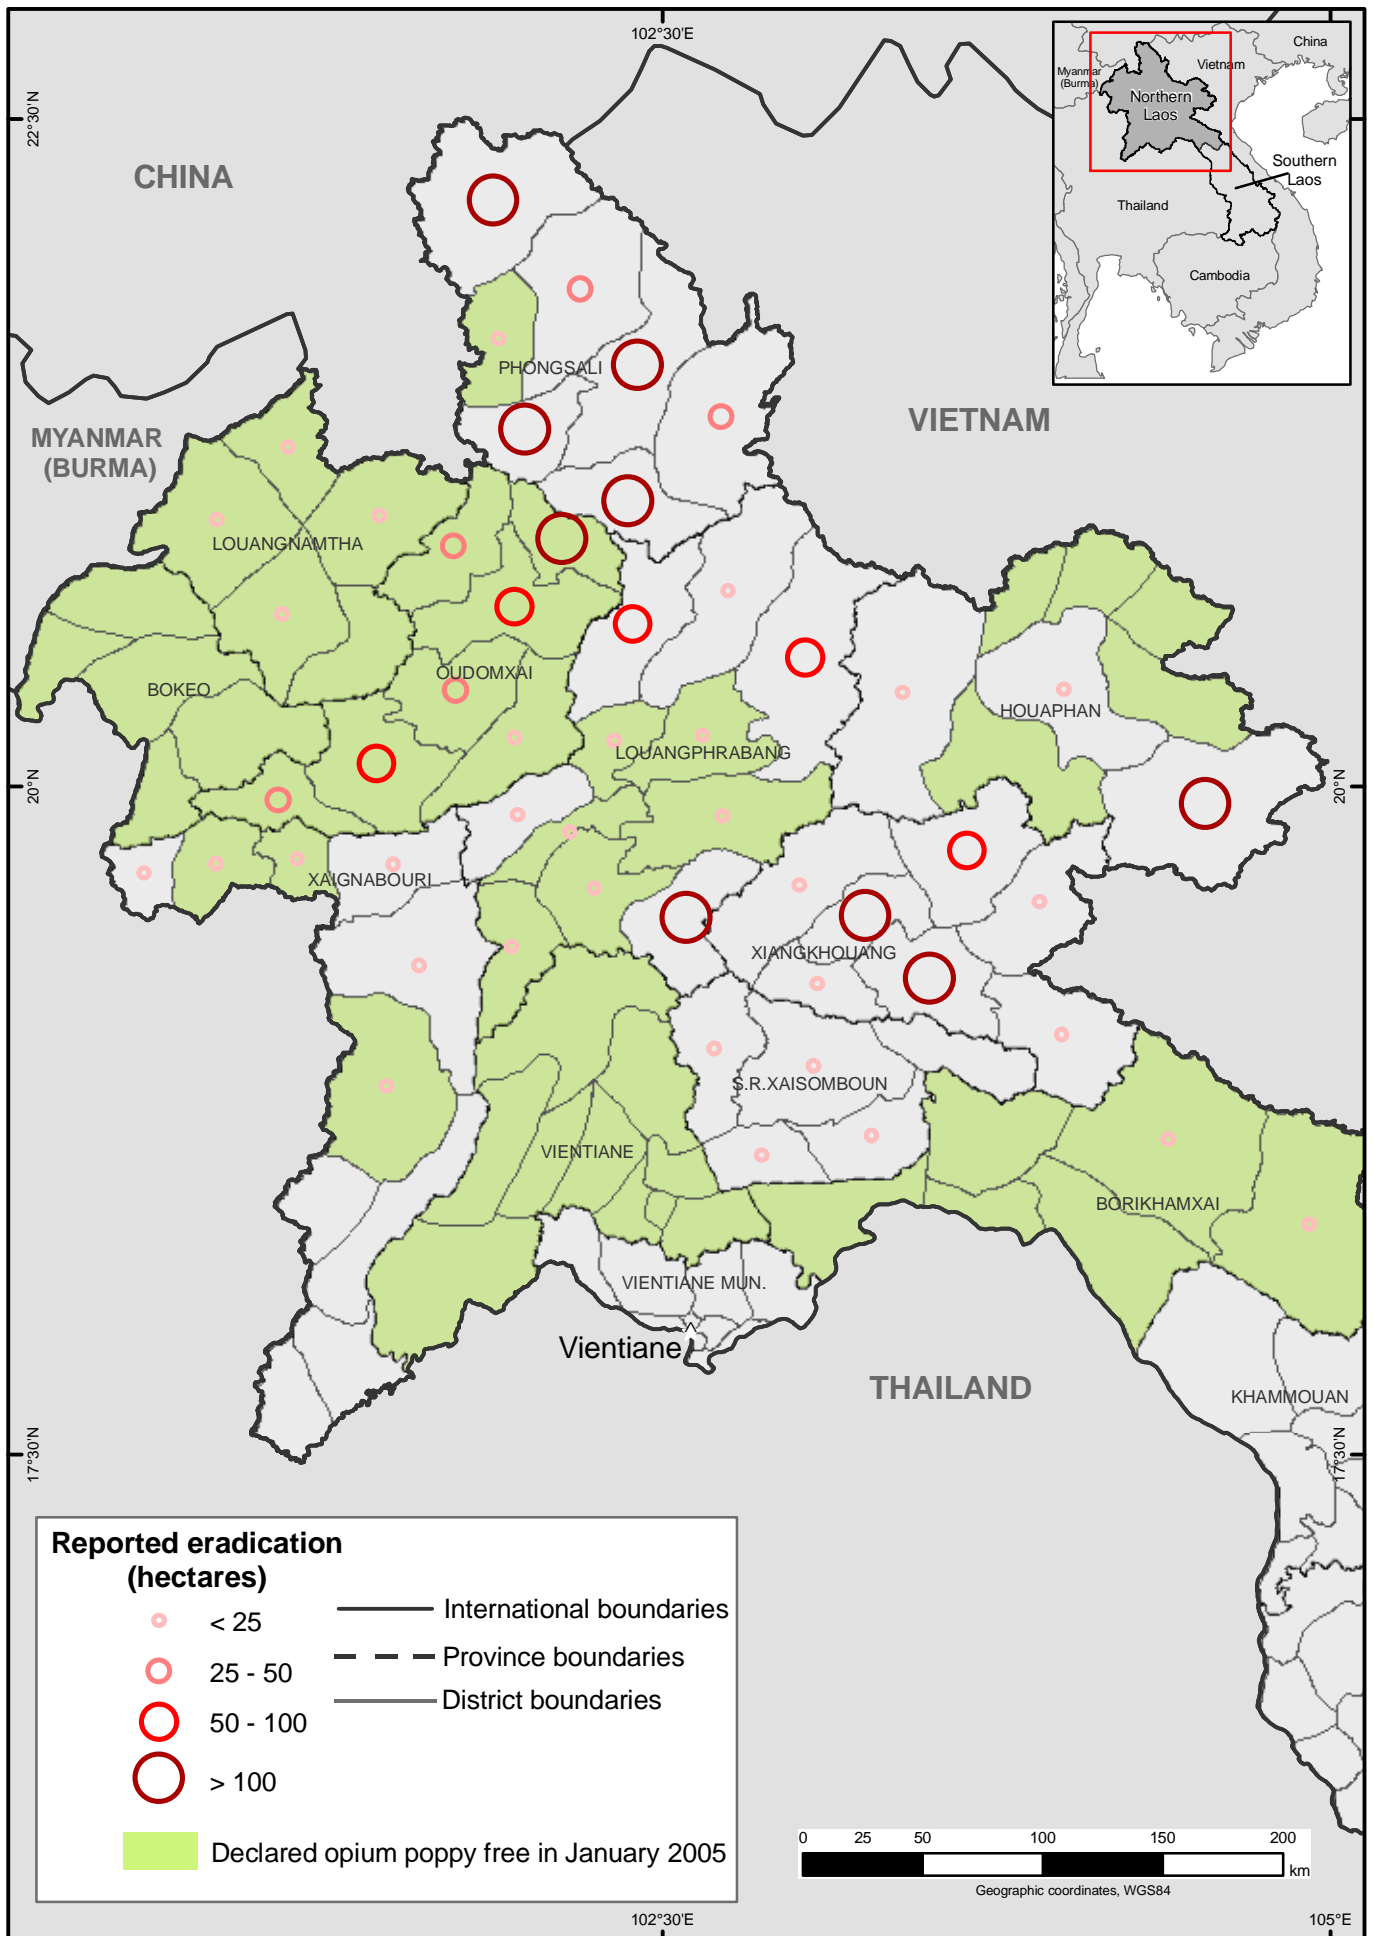 102°30'E
22°30'N
China
Vietnam
Myanmar
(Burma)
Northern
Laos
Southern
Laos
Thailand
Cambodia
CHINA
PHONGSALI
VIETNAM
MYANMAR
(BURMA)
LOUANGNAMTHA
OUDOMXAI
BOKEO
HOUAPHAN
LOUANGPHRABANG
20°N
20°N
XAIGNABOURI
XIANGKHOUANG
S.R.XAISOMBOUN
VIENTIANE
BORIKHAMXAI
VIENTIANE MUN.
Vientiane
THAILAND
KHAMMOUAN
17°30'N
17°30'N
Reported eradication
(hectares)
< 25
25 - 50
50 - 100
> 100
International boundaries
Province boundaries
District boundaries
Declared opium poppy free in January 2005
0 25 50 100 150 200
km
Geographic coordinates, WGS84
102°30'E
105°E